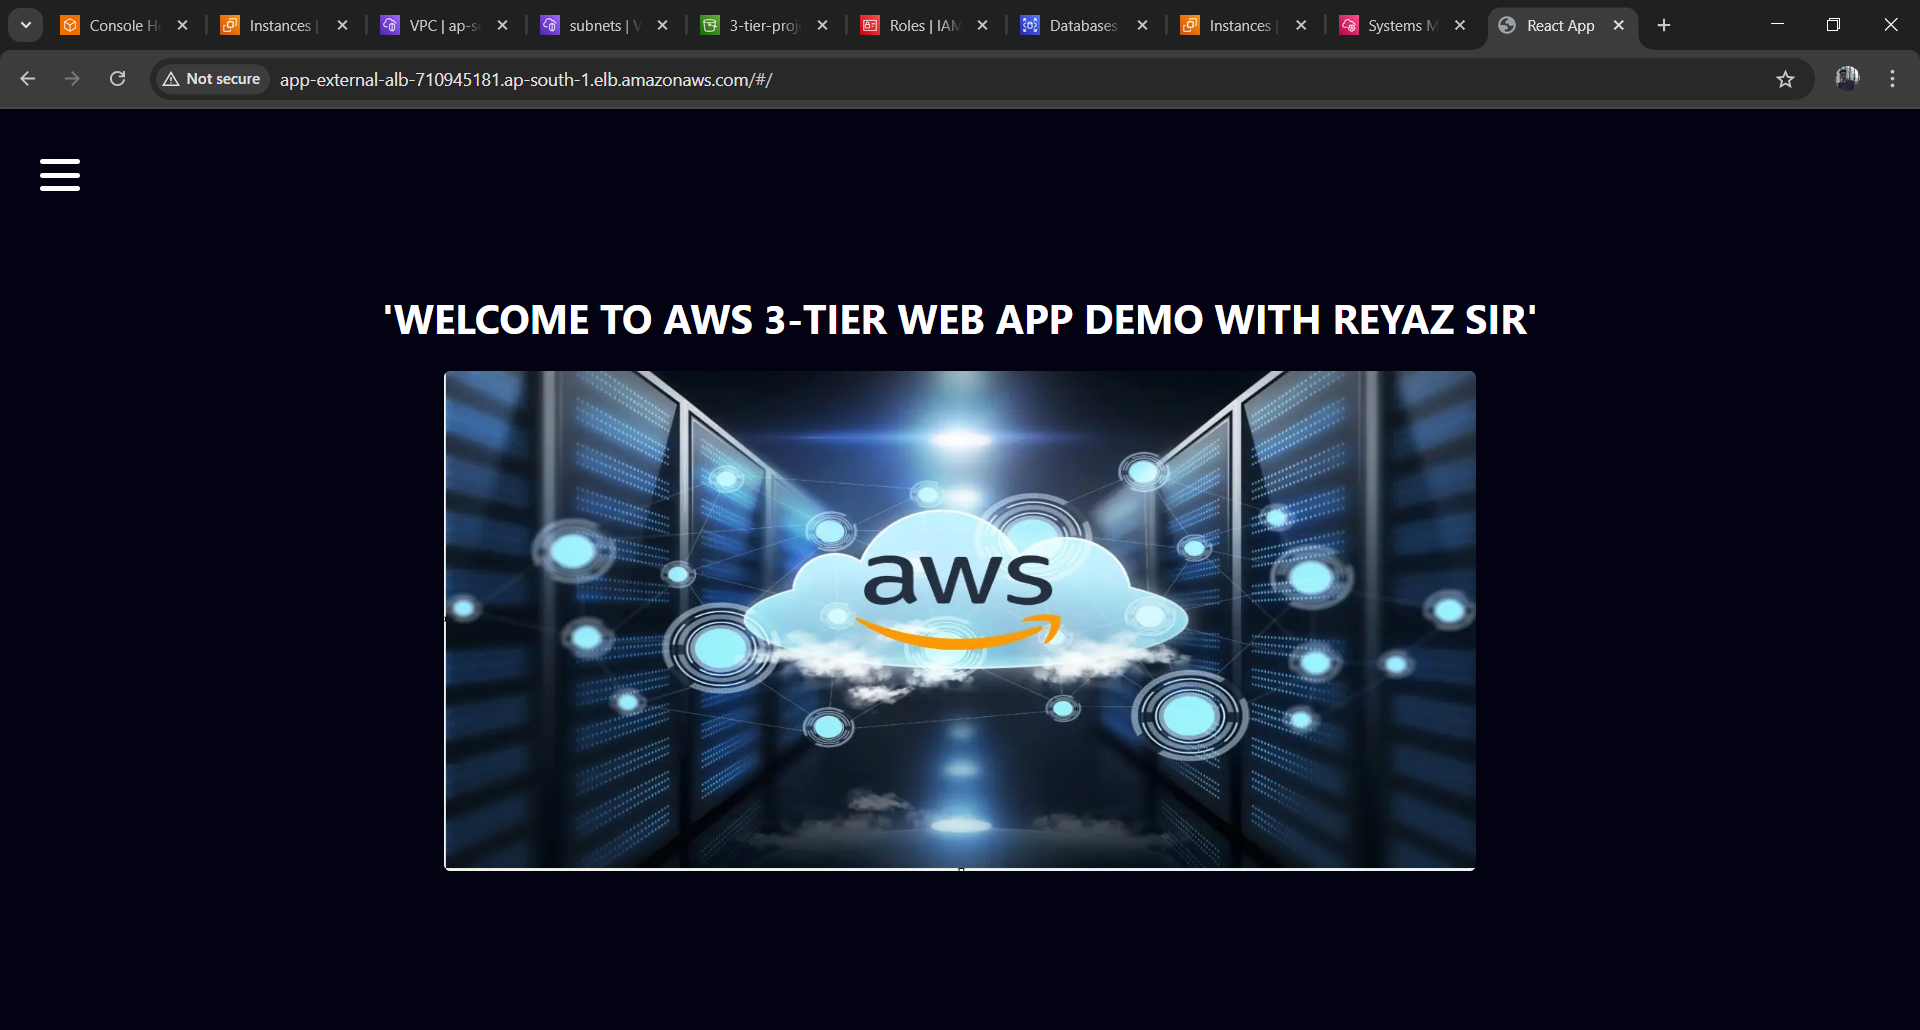 Console H
Instances |
VPC | ap-s
subnets | V
3-tier-proj
Roles | IAM
Databases
Instances |
Systems M
React App
Not secure
app-external-alb-710945181.ap-south-1.elb.amazonaws.com/#/
'WELCOME TO AWS 3-TIER WEB APP DEMO WITH REYAZ SIR'
aws